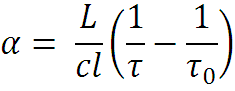 α = L/cl (1/τ − 1/τ₀)